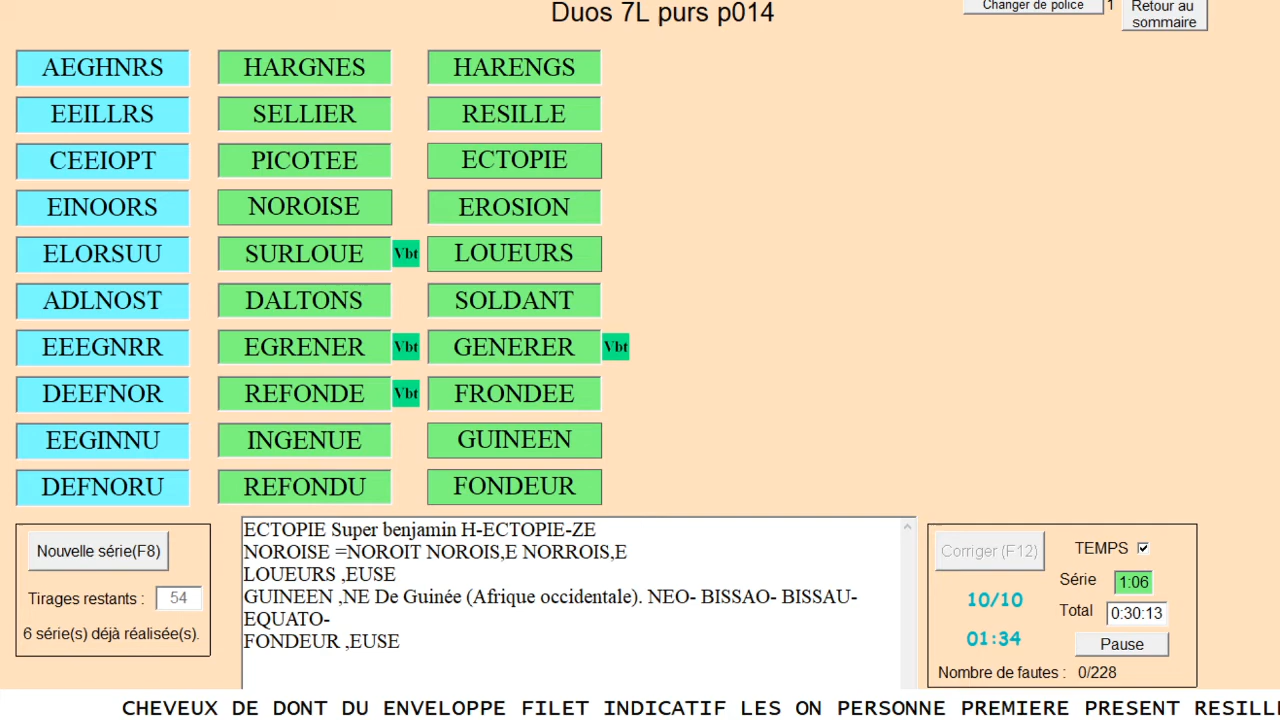 Duos 7L purs p014
Changer de police
1
Retour au
sommaire
AEGHNRS HARGNES HARENGS
EEILLRS SELLIER RESILLE
CEEIOPT PICOTEE ECTOPIE
EINOORS NOROISE EROSION
ELORSUU SURLOUE Vbt LOUEURS
ADLNOST DALTONS SOLDANT
EEEGNRR EGRENER Vbt GENERER Vbt
DEEFNOR REFONDE Vbt FRONDEE
EEGINNU INGENUE GUINEEN
DEFNORU REFONDU FONDEUR
Nouvelle série(F8)
Tirages restants : 54
6 série(s) déjà réalisée(s).
ECTOPIE Super benjamin H-ECTOPIE-ZE
NOROISE =NOROIT NOROIS,E NORROIS,E
LOUEURS ,EUSE
GUINEEN ,NE De Guinée (Afrique occidentale). NEO- BISSAO- BISSAU-
EQUATO-
FONDEUR ,EUSE
Corriger (F12)
TEMPS
Série 1:06
10/10
Total 0:30:13
01:34
Pause
Nombre de fautes : 0/228
CHEVEUX DE DONT DU ENVELOPPE FILET INDICATIF LES ON PERSONNE PREMIERE PRESENT RESILL